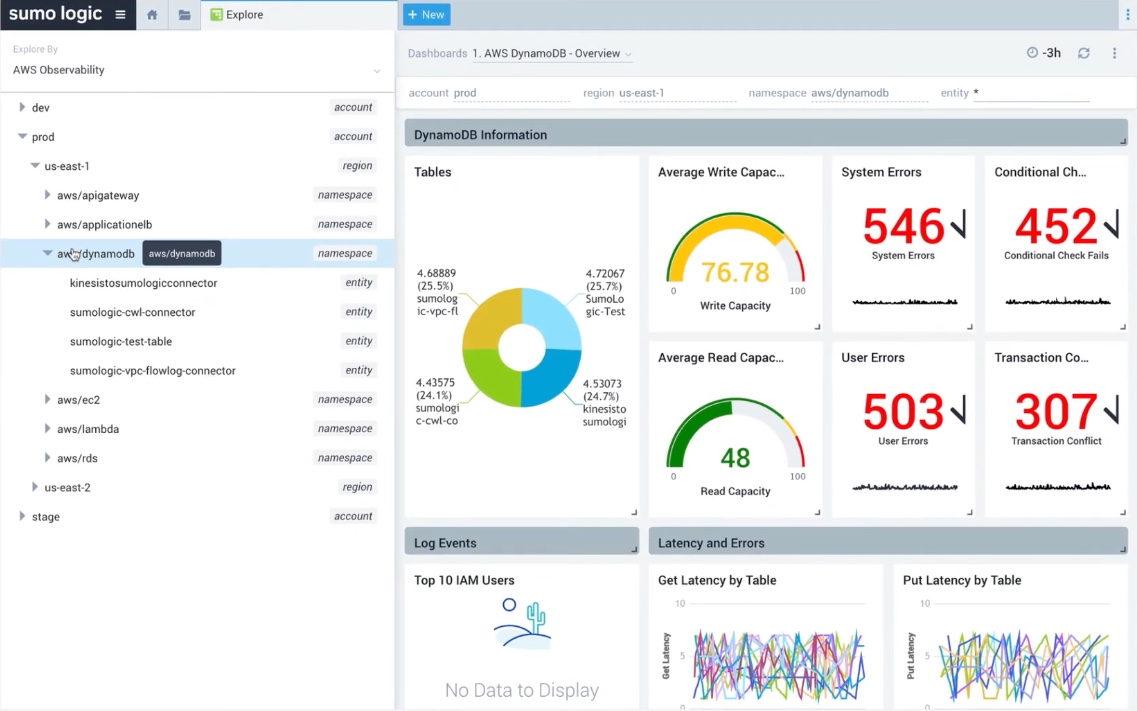 sumo logic
Explore
+ New
Explore By
AWS Observability
dev account
prod account
us-east-1 region
aws/apigateway namespace
aws/applicationelb namespace
aws/dynamodb aws/dynamodb namespace
kinesistosumologicconnector entity
sumologic-cwl-connector entity
sumologic-test-table entity
sumologic-vpc-flowlog-connector entity
aws/ec2 namespace
aws/lambda namespace
aws/rds namespace
us-east-2 region
stage account
Dashboards 1. AWS DynamoDB - Overview
-3h
account prod region us-east-1 namespace aws/dynamodb entity *
DynamoDB Information
Tables
4.68889
(25.5%)
sumolog
ic-vpc-fl
4.72067
(25.7%)
SumoLo
gic-Test
4.43575
(24.1%)
sumologi
c-cwl-co
4.53073
(24.7%)
kinesisto
sumologi
Average Write Capac...
76.78
0 100
Write Capacity
System Errors
546
System Errors
Conditional Ch...
452
Conditional Check Fails
Average Read Capac...
48
0 100
Read Capacity
User Errors
503
User Errors
Transaction Co...
307
Transaction Conflict
Log Events
Latency and Errors
Top 10 IAM Users
No Data to Display
Get Latency by Table
10
5
0
Get Latency
Put Latency by Table
10
5
0
Put Latency